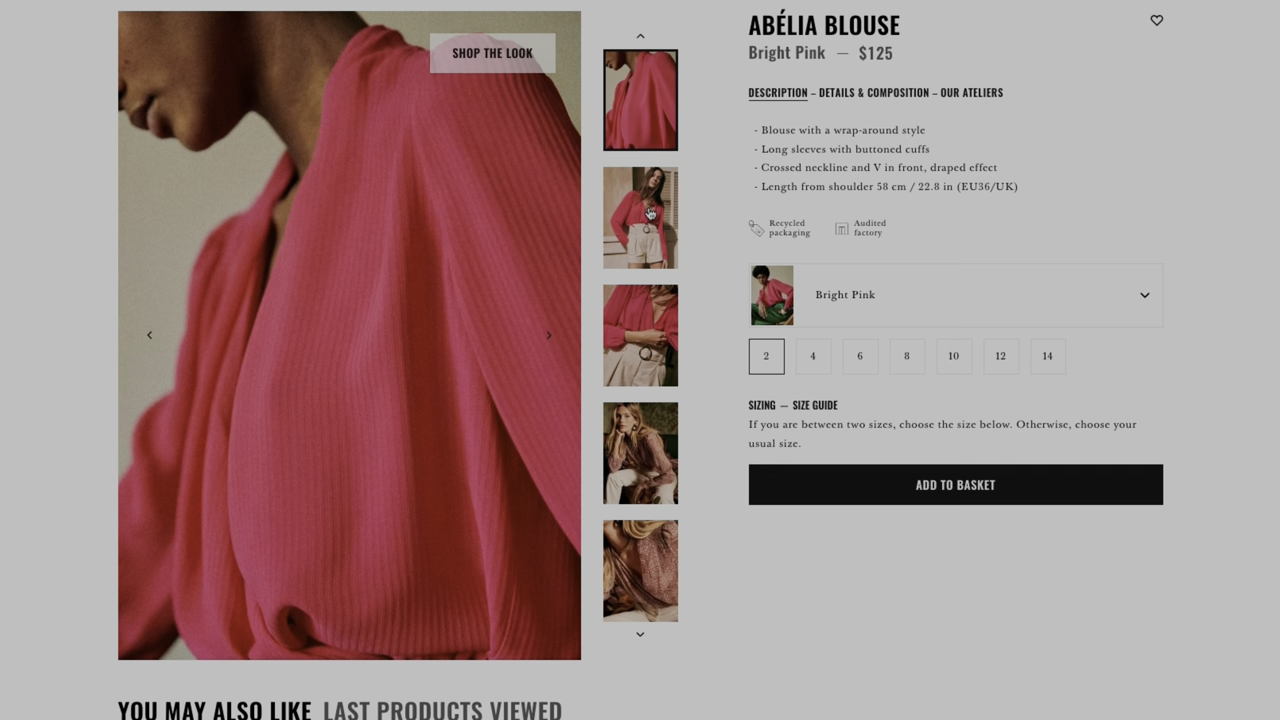 SHOP THE LOOK
ABÉLIA BLOUSE
Bright Pink — $125
DESCRIPTION – DETAILS & COMPOSITION – OUR ATELIERS
- Blouse with a wrap-around style
- Long sleeves with buttoned cuffs
- Crossed neckline and V in front, draped effect
- Length from shoulder 58 cm / 22.8 in (EU36/UK)
Recycled
packaging
Audited
factory
Bright Pink
2 4 6 8 10 12 14
SIZING — SIZE GUIDE
If you are between two sizes, choose the size below. Otherwise, choose your
usual size.
ADD TO BASKET
YOU MAY ALSO LIKE LAST PRODUCTS VIEWED